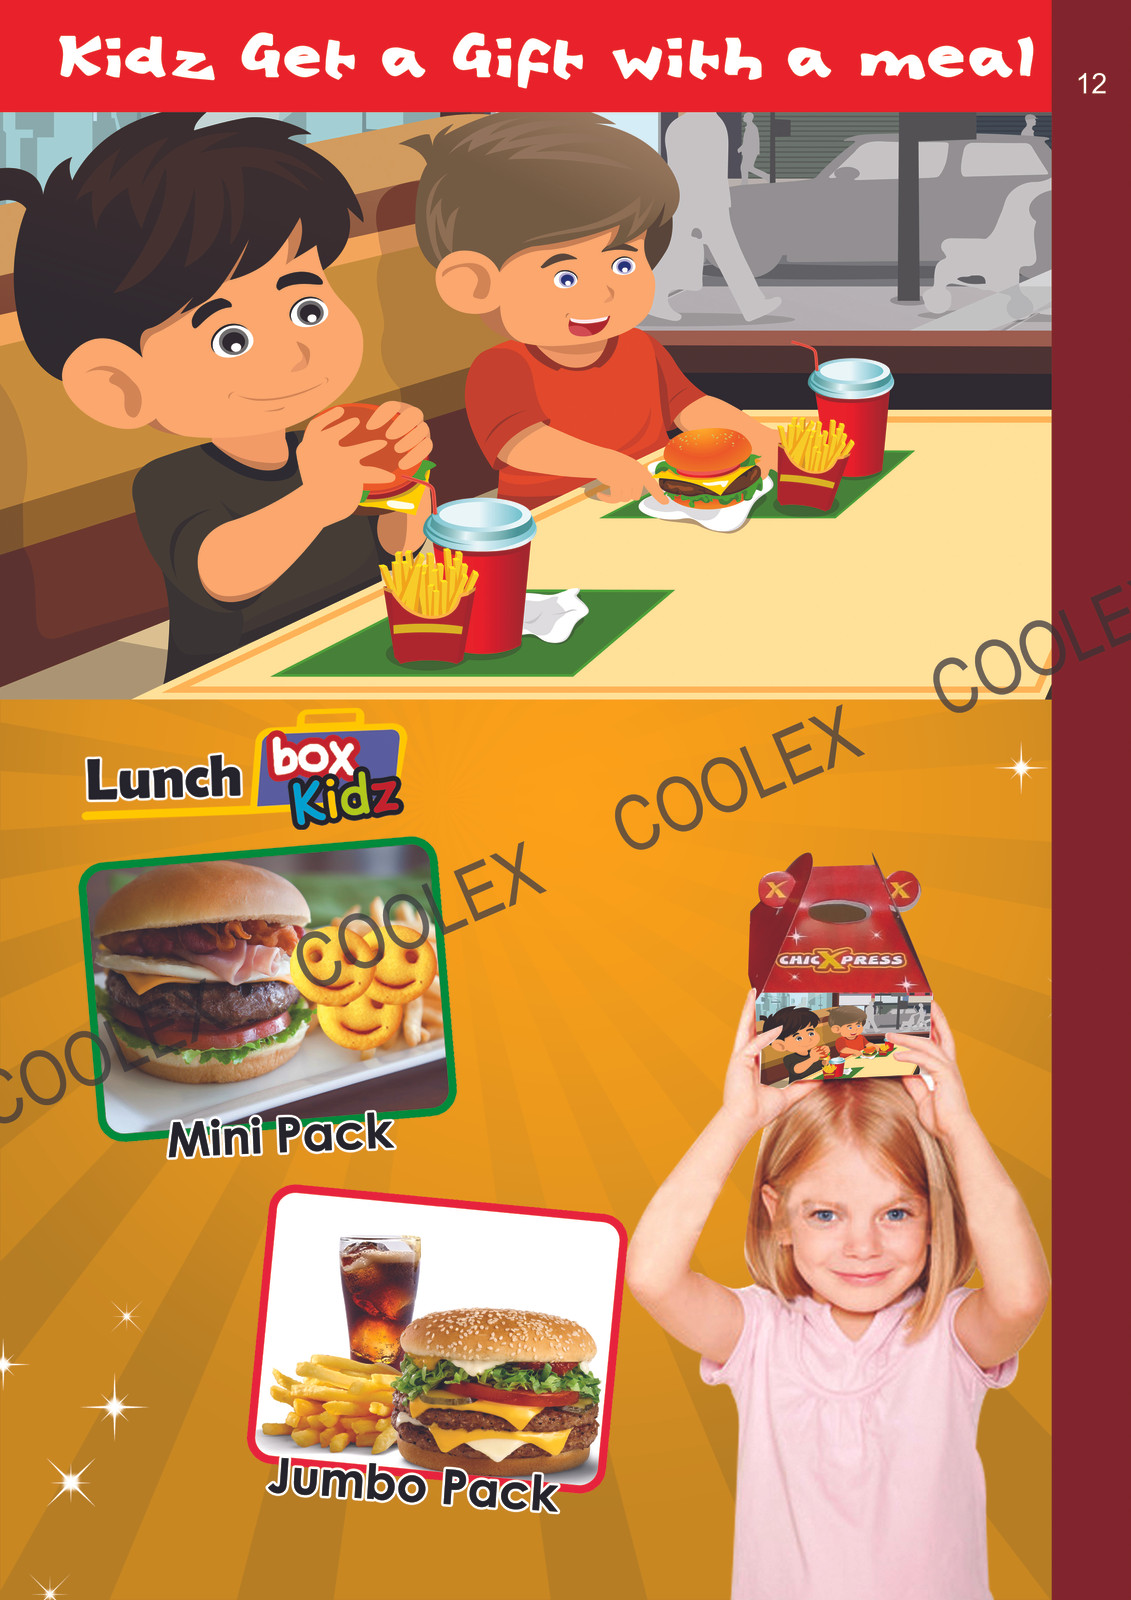 Kidz Get a Gift with a meal
12
Lunch
box
Kidz
COOLEX
COOLEX
COOLEX
COOLEX
X
X
CHICXPRESS
Mini Pack
Jumbo Pack